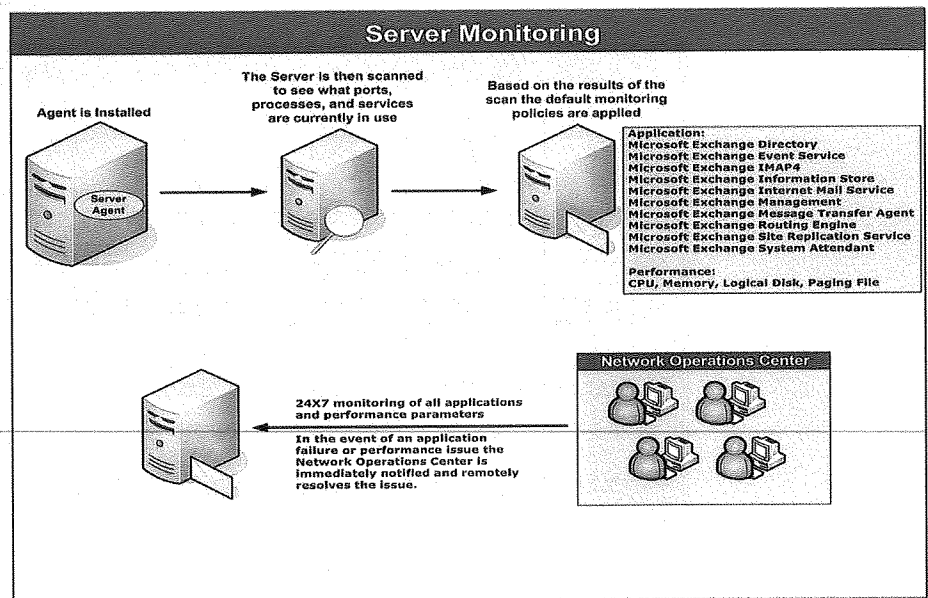 Server Monitoring
Agent is Installed
Server
Agent
The Server is then scanned
to see what ports,
processes, and services
are currently in use
Based on the results of the
scan the default monitoring
policies are applied
Application:
Microsoft Exchange Directory
Microsoft Exchange Event Service
Microsoft Exchange IMAP4
Microsoft Exchange Information Store
Microsoft Exchange Internet Mail Service
Microsoft Exchange Management
Microsoft Exchange Message Transfer Agent
Microsoft Exchange Routing Engine
Microsoft Exchange Site Replication Service
Microsoft Exchange System Attendant
Performance:
CPU, Memory, Logical Disk, Paging File
24X7 monitoring of all applications
and performance parameters
In the event of an application
failure or performance issue the
Network Operations Center is
immediately notified and remotely
resolves the issue.
Network Operations Center